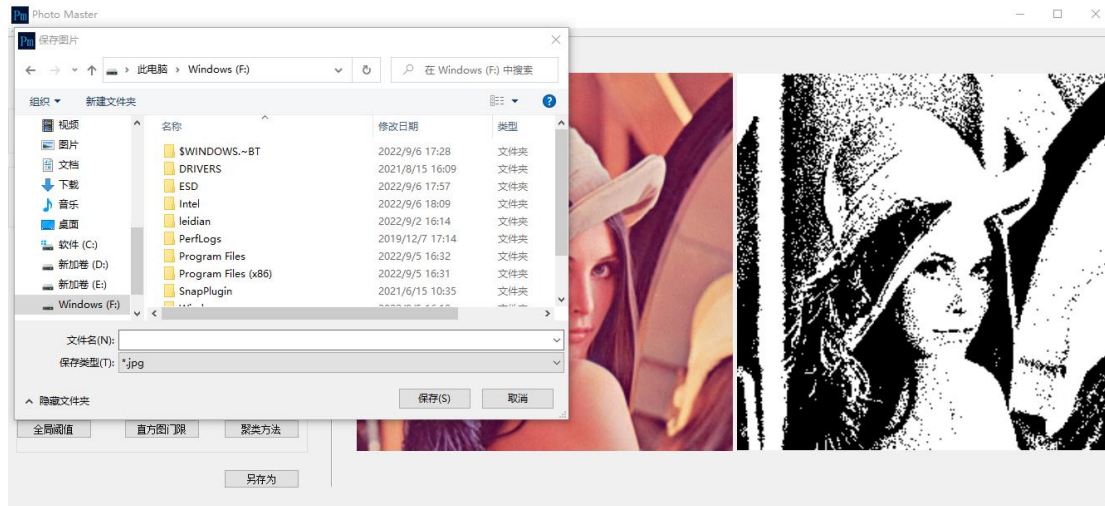 Pm Photo Master
Pm 保存图片
此电脑 › Windows (F:)
在 Windows (F:) 中搜索
组织 新建文件夹
名称 修改日期 类型
视频
图片
文档
下载
音乐
桌面
软件 (C:)
新加卷 (D:)
新加卷 (E:)
Windows (F:)
$WINDOWS.~BT 2022/9/6 17:28 文件夹
DRIVERS 2021/8/15 16:09 文件夹
ESD 2022/9/6 17:57 文件夹
Intel 2022/9/6 18:09 文件夹
leidian 2022/9/2 16:14 文件夹
PerfLogs 2019/12/7 17:14 文件夹
Program Files 2022/9/5 16:32 文件夹
Program Files (x86) 2022/9/5 16:31 文件夹
SnapPlugin 2021/6/15 10:35 文件夹
文件名(N):
保存类型(T): *.jpg
隐藏文件夹
保存(S) 取消
全局阈值 直方图门限 聚类方法
另存为